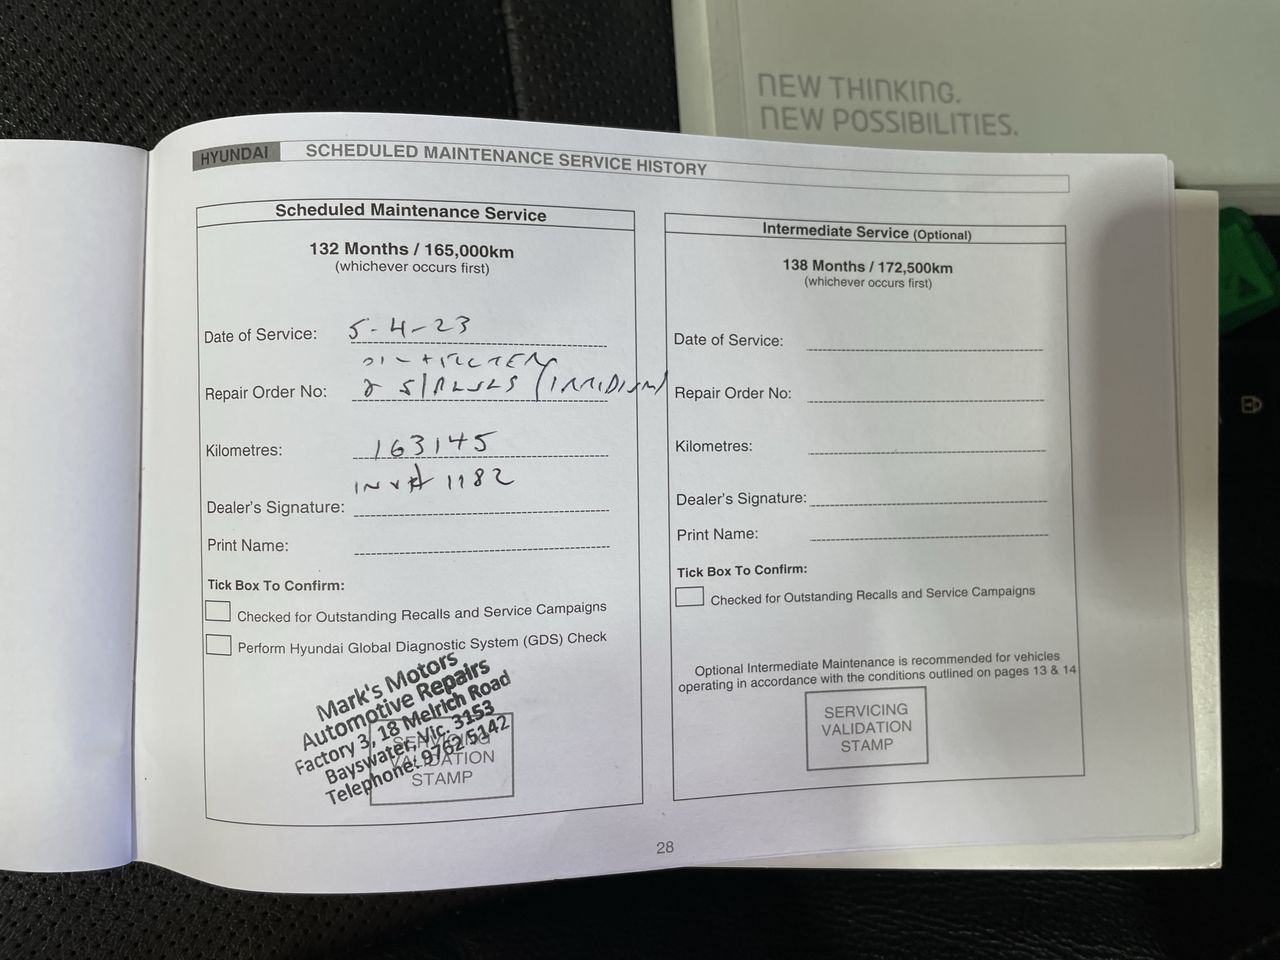 NEW THINKING.
NEW POSSIBILITIES.
HYUNDAI SCHEDULED MAINTENANCE SERVICE HISTORY
Scheduled Maintenance Service
132 Months / 165,000km
(whichever occurs first)
Date of Service: 5-4-23
Repair Order No: (IRRIDIUM)
Kilometres: 163145
INV# 1182
Dealer's Signature:
Print Name:
Tick Box To Confirm:
Checked for Outstanding Recalls and Service Campaigns
Perform Hyundai Global Diagnostic System (GDS) Check
Mark's Motors
Automotive Repairs
Factory 3, 18 Melrich Road
Bayswater, Vic. 3153
Telephone: 9762 5142
SERVICING
VALIDATION
STAMP
Intermediate Service (Optional)
138 Months / 172,500km
(whichever occurs first)
Date of Service:
Repair Order No:
Kilometres:
Dealer's Signature:
Print Name:
Tick Box To Confirm:
Checked for Outstanding Recalls and Service Campaigns
Optional Intermediate Maintenance is recommended for vehicles
operating in accordance with the conditions outlined on pages 13 & 14
SERVICING
VALIDATION
STAMP
28